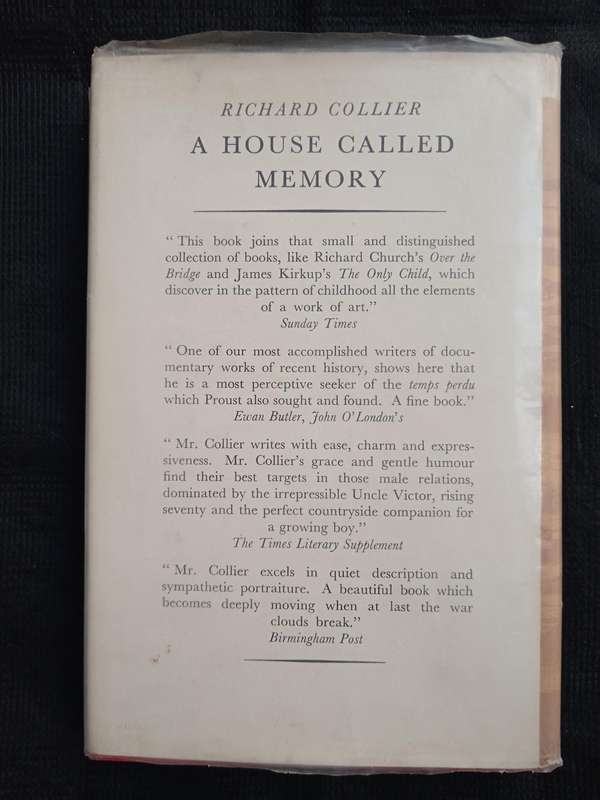 RICHARD COLLIER
A HOUSE CALLED
MEMORY
“ This book joins that small and distinguished
collection of books, like Richard Church’s Over the
Bridge and James Kirkup’s The Only Child, which
discover in the pattern of childhood all the elements
of a work of art.”
Sunday Times
“ One of our most accomplished writers of docu-
mentary works of recent history, shows here that
he is a most perceptive seeker of the temps perdu
which Proust also sought and found. A fine book.”
Ewan Butler, John O’London’s
“ Mr. Collier writes with ease, charm and expres-
siveness. Mr. Collier’s grace and gentle humour
find their best targets in those male relations,
dominated by the irrepressible Uncle Victor, rising
seventy and the perfect countryside companion for
a growing boy.”
The Times Literary Supplement
“ Mr. Collier excels in quiet description and
sympathetic portraiture. A beautiful book which
becomes deeply moving when at last the war
clouds break.”
Birmingham Post